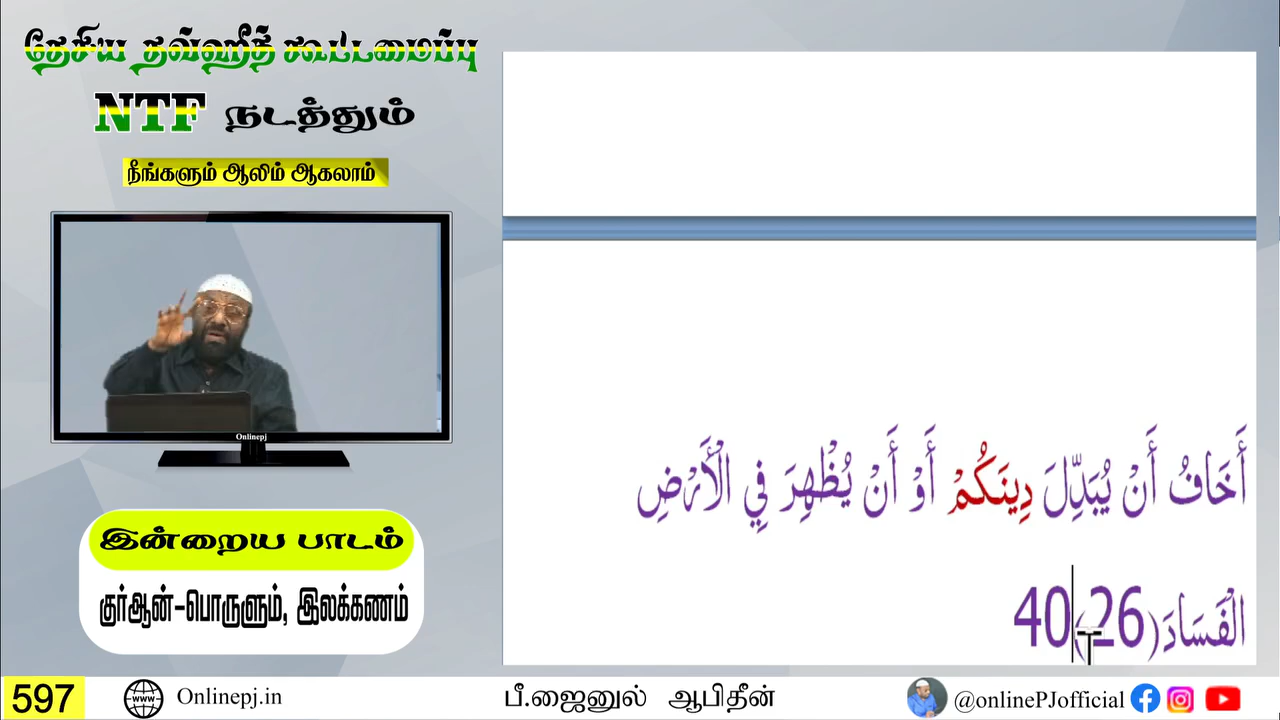 தேசிய தவ்ஹீத் கூட்டமைப்பு
NTF நடத்தும்
நீங்களும் ஆலிம் ஆகலாம்
Onlinepj
இன்றைய பாடம்
குர்ஆன்-பொருளும், இலக்கணம்
أَخَافُ أَنْ يُبَدِّلَ دِينَكُمْ أَوْ أَنْ يُظْهِرَ فِي الْأَرْضِ
الْفَسَادَ(26)40
597
www
Onlinepj.in
பீ.ஜைனுல் ஆபிதீன்
@onlinePJofficial